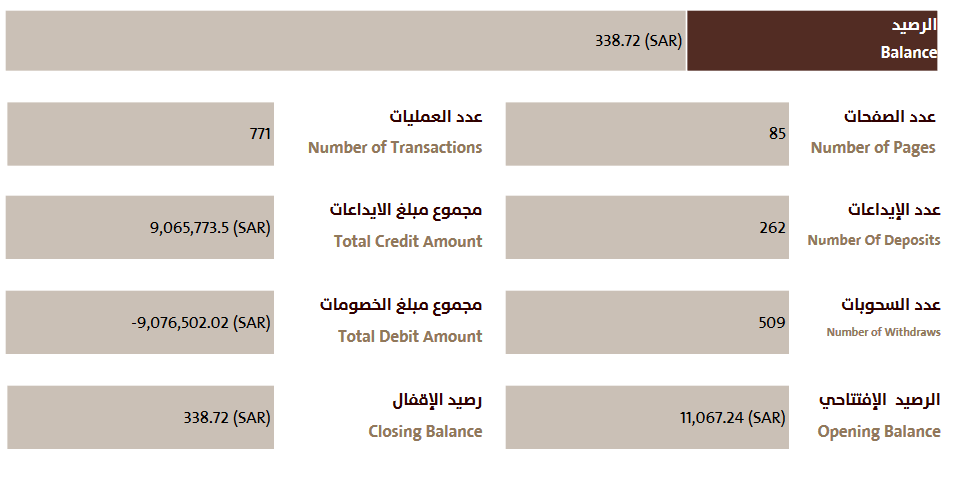 الرصيد
Balance
338.72 (SAR)
عدد الصفحات
Number of Pages
85
عدد العمليات
Number of Transactions
771
عدد الإيداعات
Number Of Deposits
262
مجموع مبلغ الايداعات
Total Credit Amount
9,065,773.5 (SAR)
عدد السحوبات
Number of Withdraws
509
مجموع مبلغ الخصومات
Total Debit Amount
-9,076,502.02 (SAR)
الرصيد الإفتتاحي
Opening Balance
11,067.24 (SAR)
رصيد الإقفال
Closing Balance
338.72 (SAR)